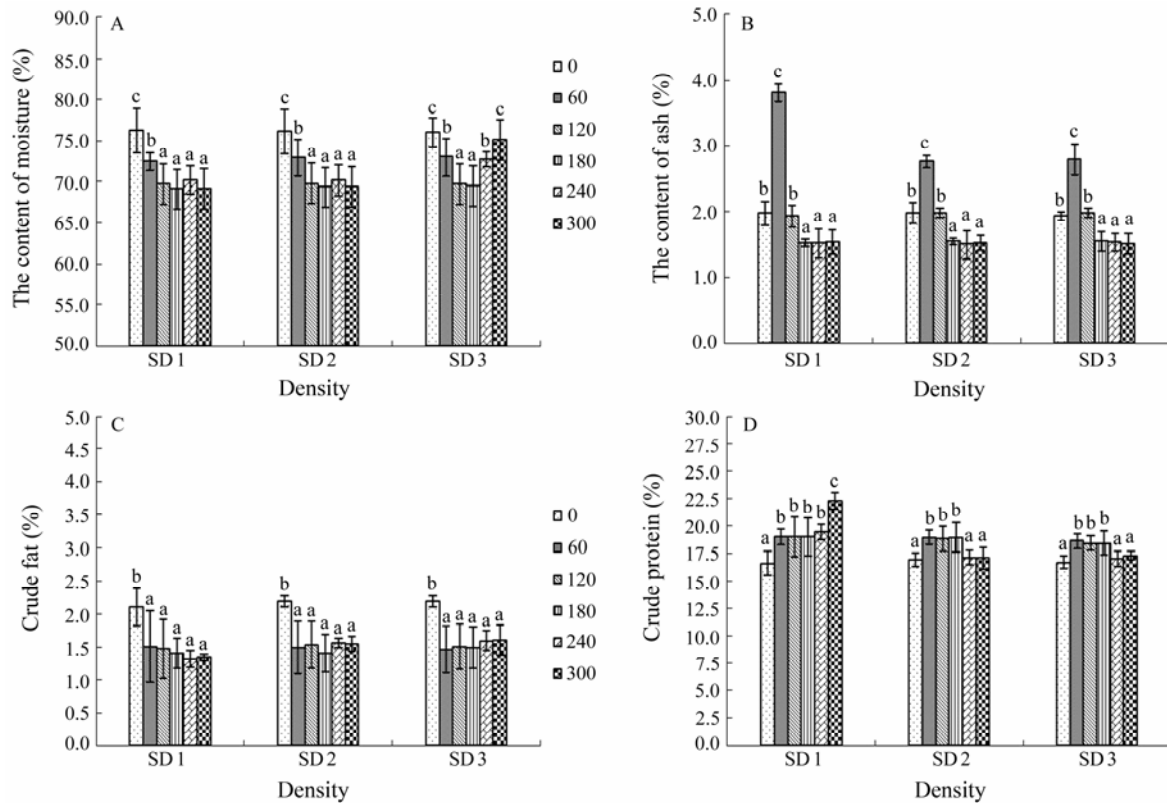 A
The content of moisture (%)
90.0
85.0
80.0
75.0
70.0
65.0
60.0
55.0
50.0
c b a a a a
c b a a a a
c b a a b c
SD 1 SD 2 SD 3
Density
0
60
120
180
240
300
B
The content of ash (%)
5.0
4.0
3.0
2.0
1.0
0.0
b c b a a a
b c b a a a
b c b a a a
SD 1 SD 2 SD 3
Density
C
Crude fat (%)
5.0
4.5
4.0
3.5
3.0
2.5
2.0
1.5
1.0
0.5
0.0
b a a a a a
b a a a a a
b a a a a a
SD 1 SD 2 SD 3
Density
0
60
120
180
240
300
D
Crude protein (%)
30.0
27.5
25.0
22.5
20.0
17.5
15.0
12.5
10.0
7.5
5.0
2.5
0.0
a b b b b c
a b b b a a
a b b b a a
SD 1 SD 2 SD 3
Density